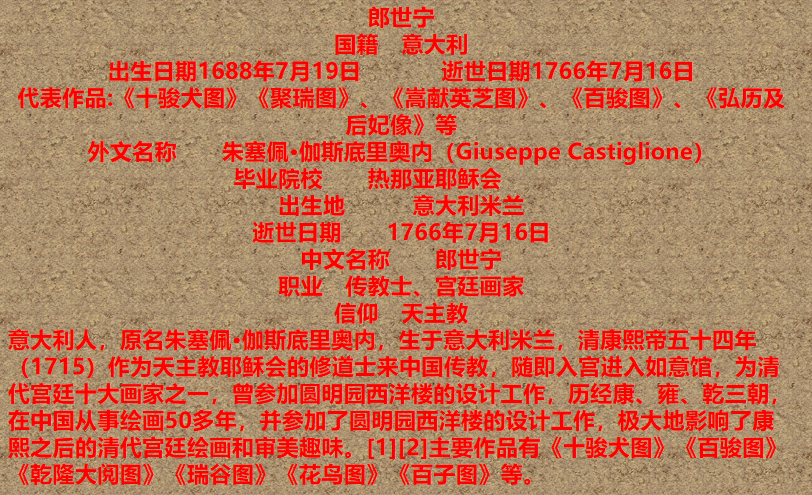 郎世宁
国籍 意大利
出生日期1688年7月19日 逝世日期1766年7月16日
代表作品:《十骏犬图》《聚瑞图》、《嵩献英芝图》、《百骏图》、《弘历及
后妃像》等
外文名称 朱塞佩•伽斯底里奥内（Giuseppe Castiglione）
毕业院校 热那亚耶稣会
出生地 意大利米兰
逝世日期 1766年7月16日
中文名称 郎世宁
职业 传教士、宫廷画家
信仰 天主教
意大利人，原名朱塞佩•伽斯底里奥内，生于意大利米兰，清康熙帝五十四年
（1715）作为天主教耶稣会的修道士来中国传教，随即入宫进入如意馆，为清
代宫廷十大画家之一，曾参加圆明园西洋楼的设计工作，历经康、雍、乾三朝，
在中国从事绘画50多年，并参加了圆明园西洋楼的设计工作，极大地影响了康
熙之后的清代宫廷绘画和审美趣味。[1][2]主要作品有《十骏犬图》《百骏图》
《乾隆大阅图》《瑞谷图》《花鸟图》《百子图》等。